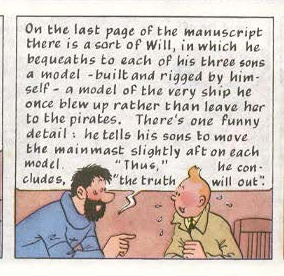 On the last page of the manuscript
there is a sort of Will, in which he
bequeaths to each of his three sons
a model - built and rigged by him-
self - a model of the very ship he
once blew up rather than leave her
to the pirates. There's one funny
detail: he tells his sons to move
the mainmast slightly aft on each
model. "Thus," he con-
cludes, "the truth will out".